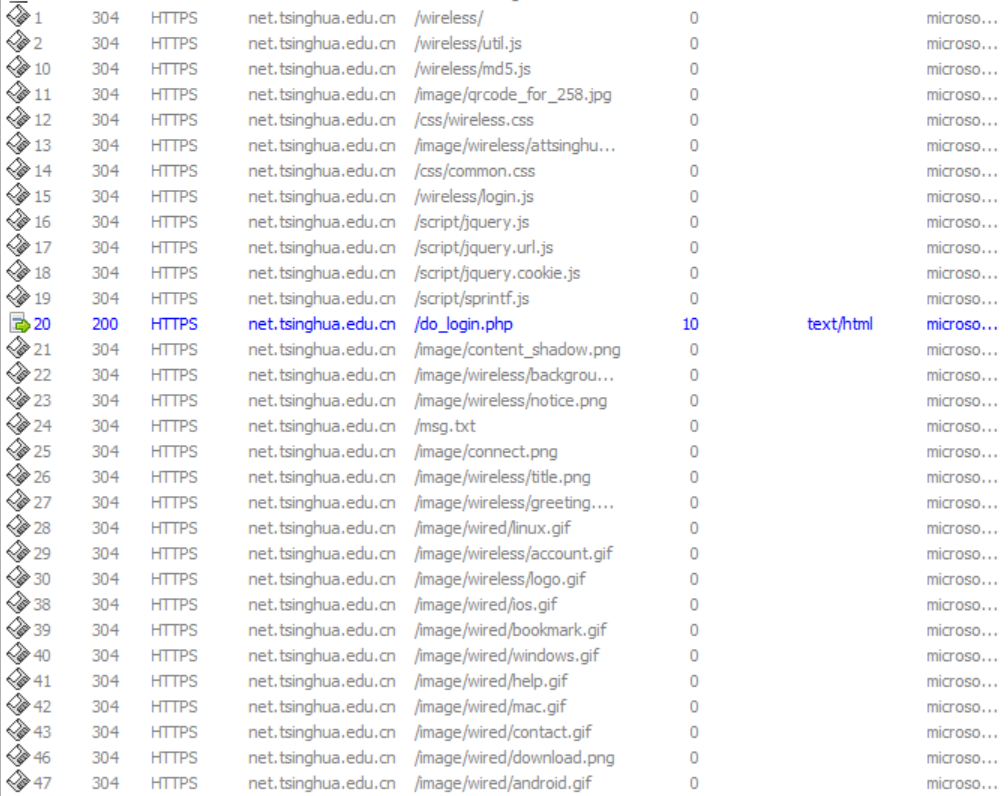 1 304 HTTPS net.tsinghua.edu.cn /wireless/ 0 microso...
2 304 HTTPS net.tsinghua.edu.cn /wireless/util.js 0 microso...
10 304 HTTPS net.tsinghua.edu.cn /wireless/md5.js 0 microso...
11 304 HTTPS net.tsinghua.edu.cn /image/qrcode_for_258.jpg 0 microso...
12 304 HTTPS net.tsinghua.edu.cn /css/wireless.css 0 microso...
13 304 HTTPS net.tsinghua.edu.cn /image/wireless/attsinghu... 0 microso...
14 304 HTTPS net.tsinghua.edu.cn /css/common.css 0 microso...
15 304 HTTPS net.tsinghua.edu.cn /wireless/login.js 0 microso...
16 304 HTTPS net.tsinghua.edu.cn /script/jquery.js 0 microso...
17 304 HTTPS net.tsinghua.edu.cn /script/jquery.url.js 0 microso...
18 304 HTTPS net.tsinghua.edu.cn /script/jquery.cookie.js 0 microso...
19 304 HTTPS net.tsinghua.edu.cn /script/sprintf.js 0 microso...
20 200 HTTPS net.tsinghua.edu.cn /do_login.php 10 text/html microso...
21 304 HTTPS net.tsinghua.edu.cn /image/content_shadow.png 0 microso...
22 304 HTTPS net.tsinghua.edu.cn /image/wireless/backgrou... 0 microso...
23 304 HTTPS net.tsinghua.edu.cn /image/wireless/notice.png 0 microso...
24 304 HTTPS net.tsinghua.edu.cn /msg.txt 0 microso...
25 304 HTTPS net.tsinghua.edu.cn /image/connect.png 0 microso...
26 304 HTTPS net.tsinghua.edu.cn /image/wireless/title.png 0 microso...
27 304 HTTPS net.tsinghua.edu.cn /image/wireless/greeting.... 0 microso...
28 304 HTTPS net.tsinghua.edu.cn /image/wired/linux.gif 0 microso...
29 304 HTTPS net.tsinghua.edu.cn /image/wireless/account.gif 0 microso...
30 304 HTTPS net.tsinghua.edu.cn /image/wireless/logo.gif 0 microso...
38 304 HTTPS net.tsinghua.edu.cn /image/wired/ios.gif 0 microso...
39 304 HTTPS net.tsinghua.edu.cn /image/wired/bookmark.gif 0 microso...
40 304 HTTPS net.tsinghua.edu.cn /image/wired/windows.gif 0 microso...
41 304 HTTPS net.tsinghua.edu.cn /image/wired/help.gif 0 microso...
42 304 HTTPS net.tsinghua.edu.cn /image/wired/mac.gif 0 microso...
43 304 HTTPS net.tsinghua.edu.cn /image/wired/contact.gif 0 microso...
46 304 HTTPS net.tsinghua.edu.cn /image/wired/download.png 0 microso...
47 304 HTTPS net.tsinghua.edu.cn /image/wired/android.gif 0 microso...